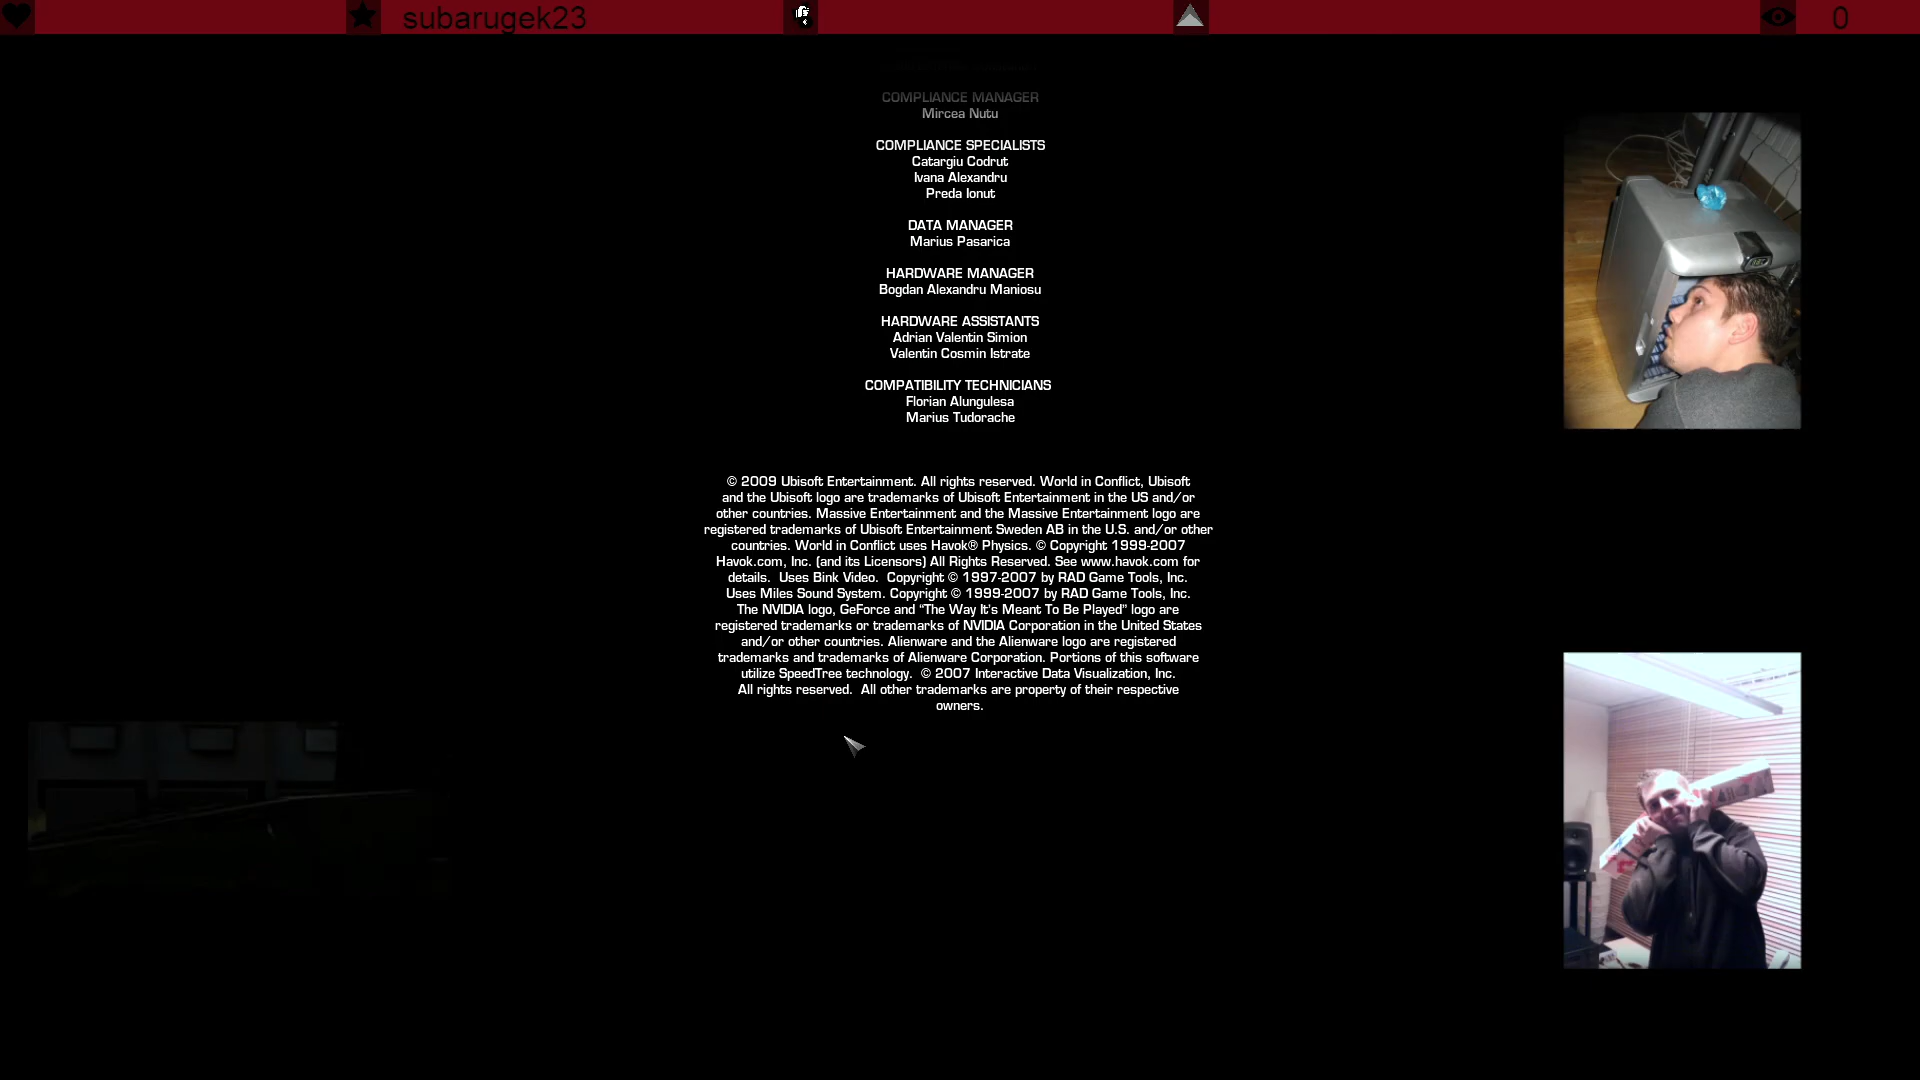 subarugek23
0
COMPLIANCE MANAGER
Mircea Nutu
COMPLIANCE SPECIALISTS
Catargiu Codrut
Ivana Alexandru
Preda Ionut
DATA MANAGER
Marius Pasarica
HARDWARE MANAGER
Bogdan Alexandru Maniosu
HARDWARE ASSISTANTS
Adrian Valentin Simion
Valentin Cosmin Istrate
COMPATIBILITY TECHNICIANS
Florian Alungulesa
Marius Tudorache
© 2009 Ubisoft Entertainment. All rights reserved. World in Conflict, Ubisoft
and the Ubisoft logo are trademarks of Ubisoft Entertainment in the US and/or
other countries. Massive Entertainment and the Massive Entertainment logo are
registered trademarks of Ubisoft Entertainment Sweden AB in the U.S. and/or other
countries. World in Conflict uses Havok® Physics. © Copyright 1999-2007
Havok.com, Inc. (and its Licensors) All Rights Reserved. See www.havok.com for
details.  Uses Bink Video.  Copyright © 1997-2007 by RAD Game Tools, Inc.
Uses Miles Sound System. Copyright © 1999-2007 by RAD Game Tools, Inc.
The NVIDIA logo, GeForce and “The Way It's Meant To Be Played” logo are
registered trademarks or trademarks of NVIDIA Corporation in the United States
and/or other countries. Alienware and the Alienware logo are registered
trademarks and trademarks of Alienware Corporation. Portions of this software
utilize SpeedTree technology.  © 2007 Interactive Data Visualization, Inc.
All rights reserved.  All other trademarks are property of their respective
owners.